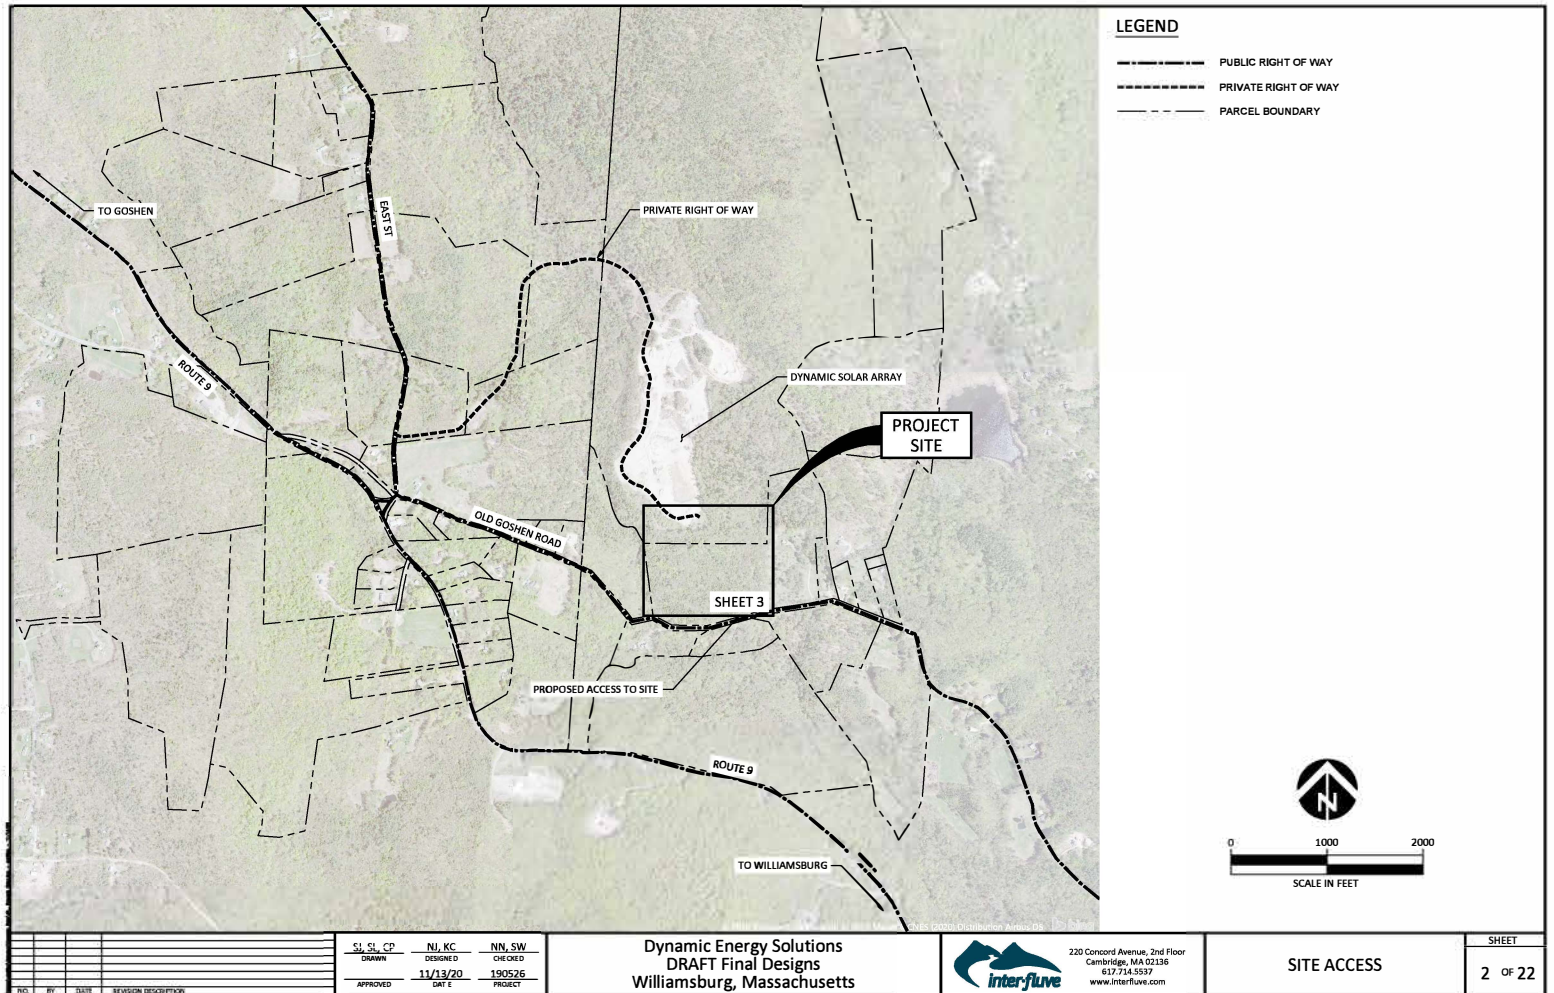 LEGEND
PUBLIC RIGHT OF WAY
PRIVATE RIGHT OF WAY
PARCEL BOUNDARY
TO GOSHEN
EAST ST
PRIVATE RIGHT OF WAY
ROUTE 9
DYNAMIC SOLAR ARRAY
PROJECT
SITE
OLD GOSHEN ROAD
SHEET 3
PROPOSED ACCESS TO SITE
ROUTE 9
TO WILLIAMSBURG
N
0 1000 2000
SCALE IN FEET
NO. BY DATE REVISION DESCRIPTION
SJ, SL, CP NJ, KC NN, SW
DRAWN DESIGNED CHECKED
11/13/20 190526
APPROVED DATE PROJECT
Dynamic Energy Solutions
DRAFT Final Designs
Williamsburg, Massachusetts
inter-fluve
220 Concord Avenue, 2nd Floor
Cambridge, MA 02136
617.714.5537
www.interfluve.com
SITE ACCESS
SHEET
2 OF 22